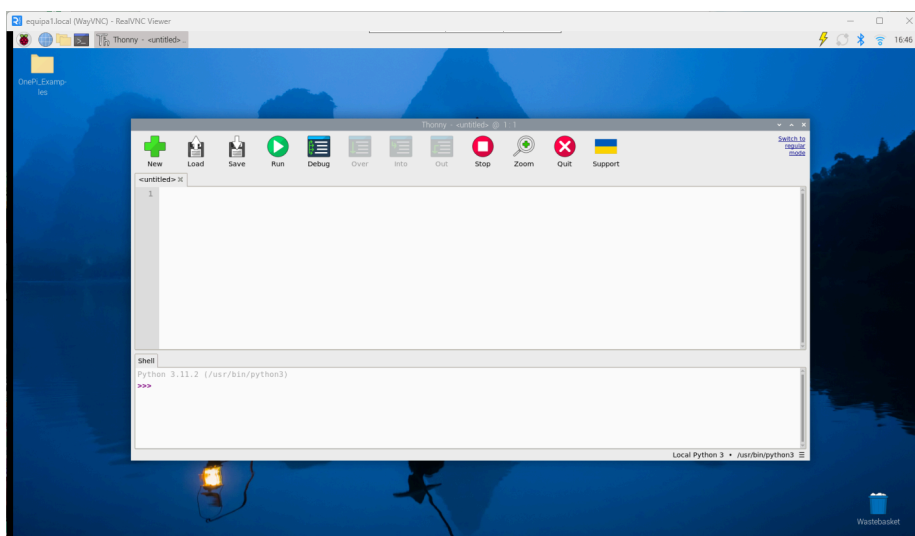 equipa1.local (WayVNC) - RealVNC Viewer
Thonny - <untitled> ..
16:46
OnePi_Examp-
les
Thonny - <untitled> @ 1:1
New Load Save Run Debug Over Into Out Stop Zoom Quit Support
Switch to
regular
mode
<untitled>
1
Shell
Python 3.11.2 (/usr/bin/python3)
>>>
Local Python 3 • /usr/bin/python3
Wastebasket